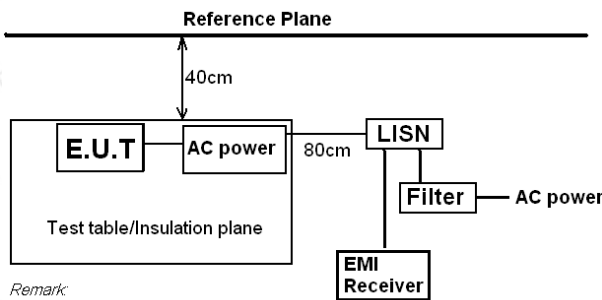 Reference Plane
40cm
E.U.T
AC power
80cm
LISN
Filter
AC power
Test table/Insulation plane
EMI
Receiver
Remark: